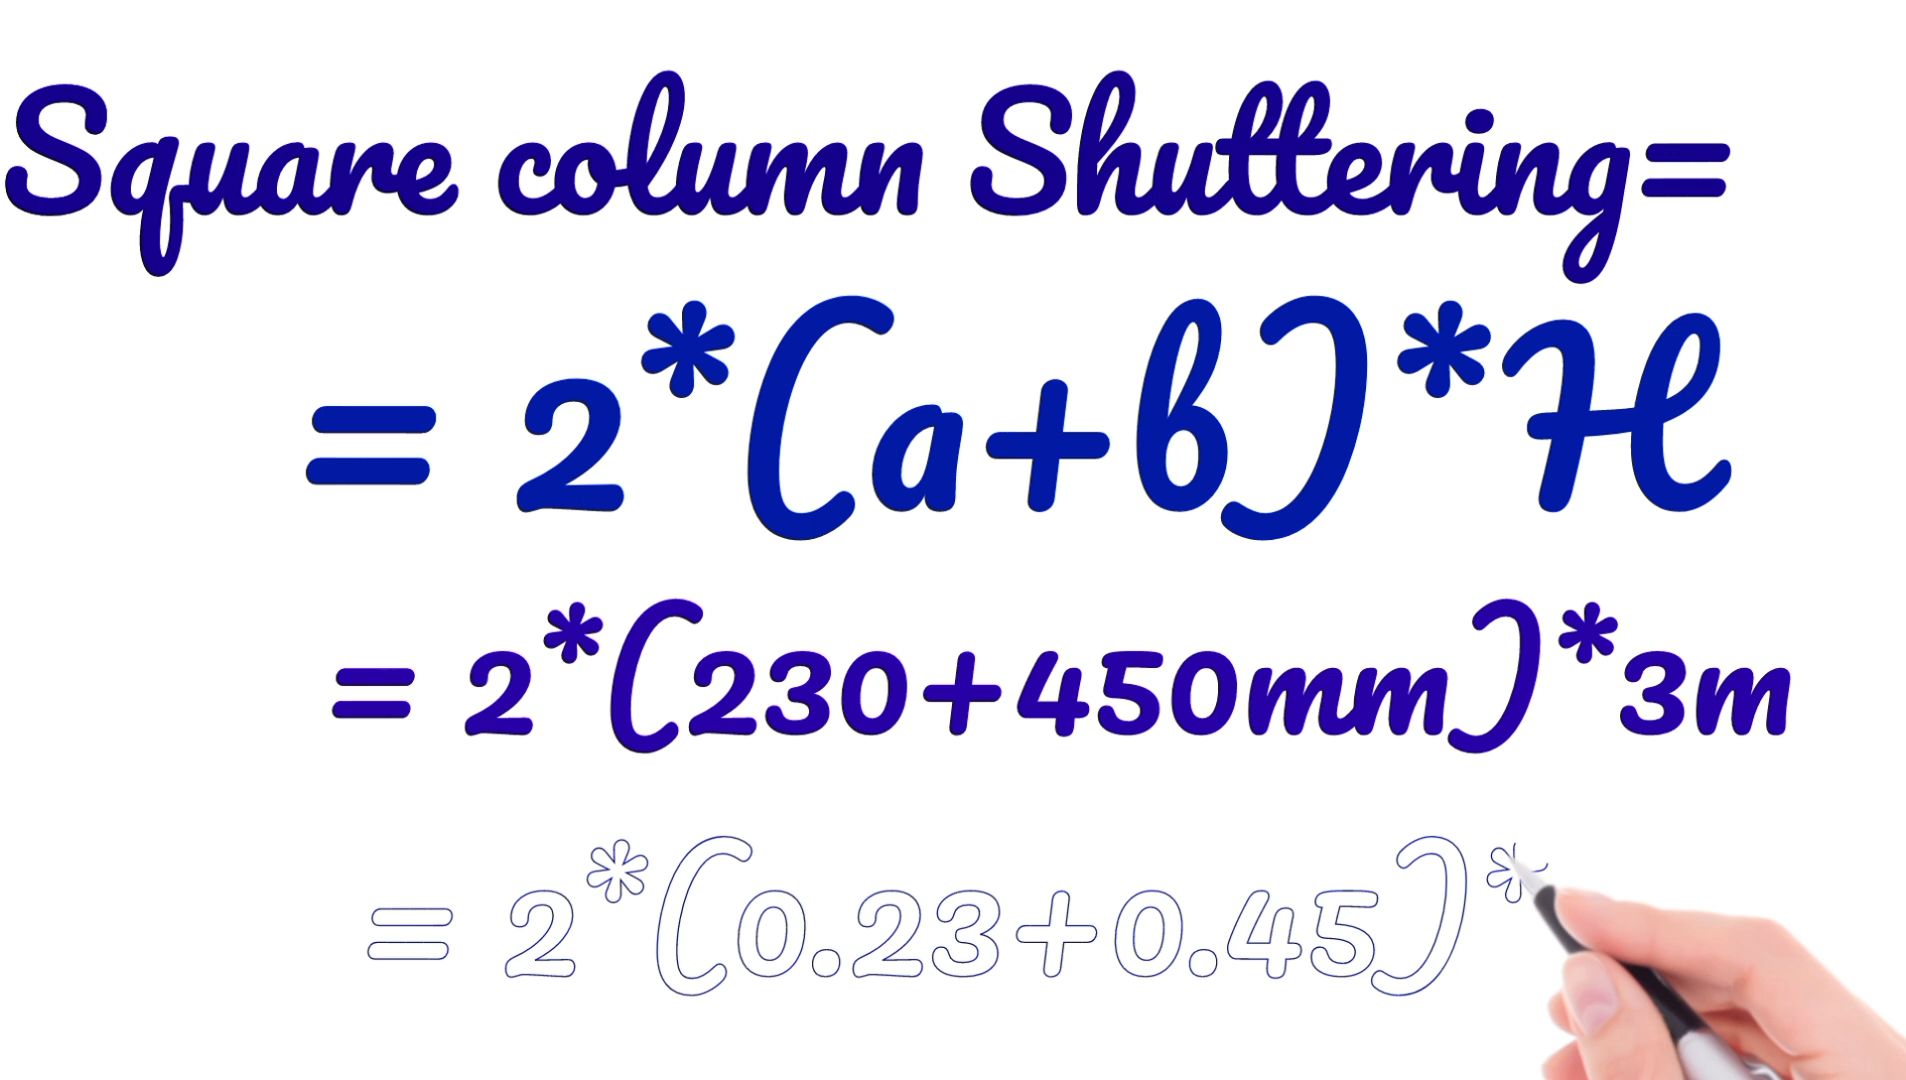 Square column Shuttering=
= 2*(a+b)*H
= 2*(230+450mm)*3m
= 2*(0.23+0.45)*